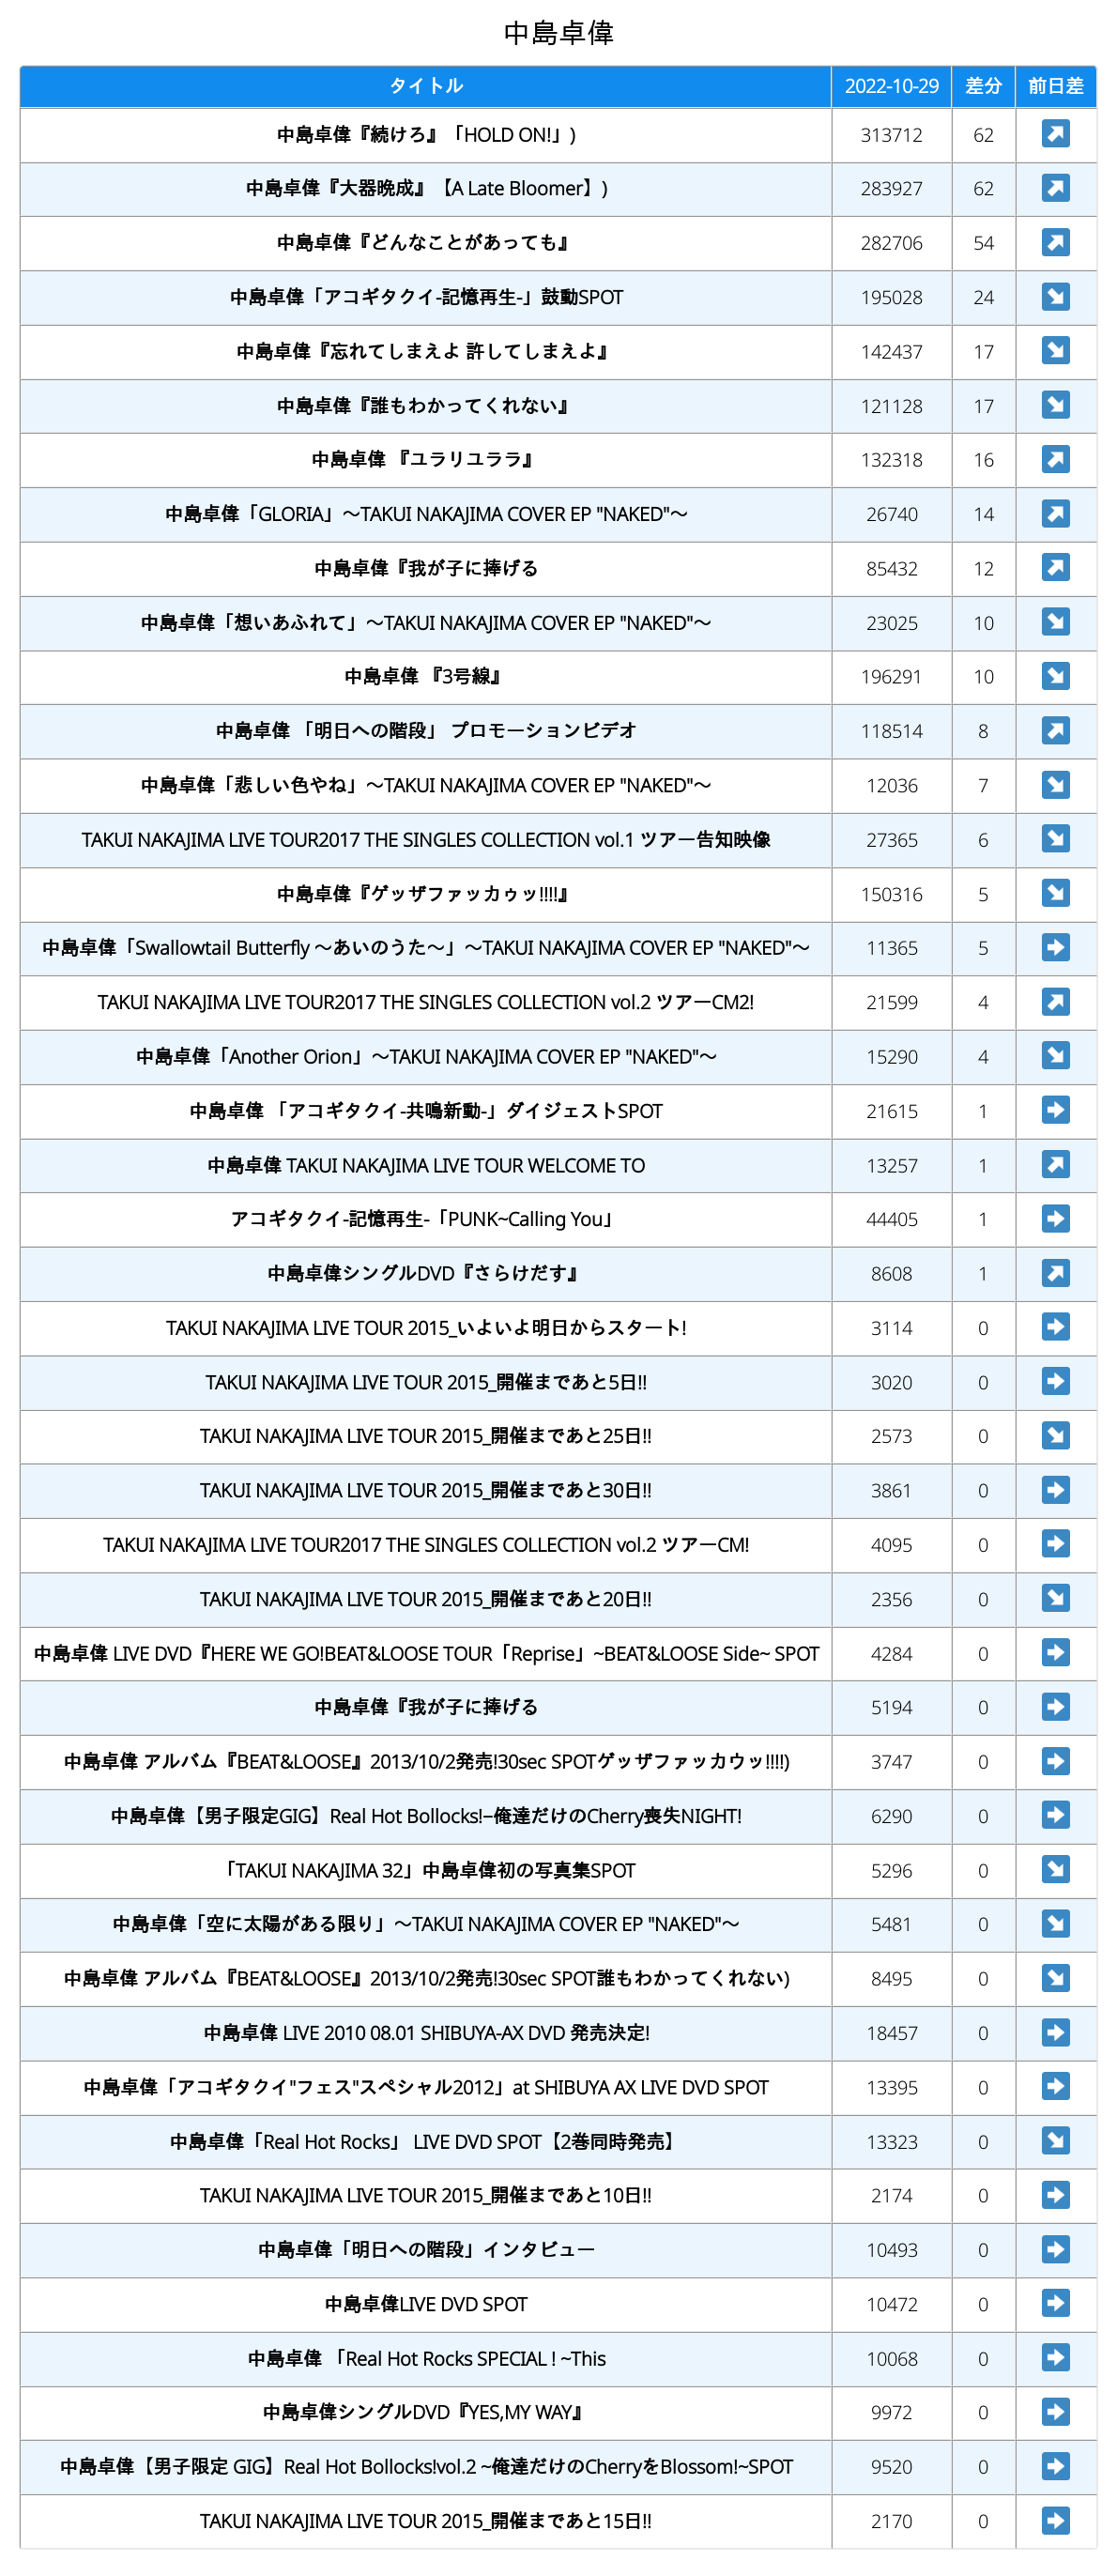 中島卓偉
タイトル 2022-10-29 差分 前日差
中島卓偉『続けろ』「HOLD ON!」) 313712 62 ↗
中島卓偉『大器晩成』【A Late Bloomer】) 283927 62 ↗
中島卓偉『どんなことがあっても』 282706 54 ↗
中島卓偉「アコギタクイ-記憶再生-」鼓動SPOT 195028 24 ↘
中島卓偉『忘れてしまえよ 許してしまえよ』 142437 17 ↘
中島卓偉『誰もわかってくれない』 121128 17 ↘
中島卓偉 『ユラリユララ』 132318 16 ↗
中島卓偉「GLORIA」〜TAKUI NAKAJIMA COVER EP "NAKED"〜 26740 14 ↗
中島卓偉『我が子に捧げる 85432 12 ↗
中島卓偉「想いあふれて」〜TAKUI NAKAJIMA COVER EP "NAKED"〜 23025 10 ↘
中島卓偉 『3号線』 196291 10 ↘
中島卓偉 「明日への階段」 プロモーションビデオ 118514 8 ↗
中島卓偉「悲しい色やね」〜TAKUI NAKAJIMA COVER EP "NAKED"〜 12036 7 ↘
TAKUI NAKAJIMA LIVE TOUR2017 THE SINGLES COLLECTION vol.1 ツアー告知映像 27365 6 ↘
中島卓偉『ゲッザファッカゥッ!!!!』 150316 5 ↘
中島卓偉「Swallowtail Butterfly 〜あいのうた〜」〜TAKUI NAKAJIMA COVER EP "NAKED"〜 11365 5 ➡
TAKUI NAKAJIMA LIVE TOUR2017 THE SINGLES COLLECTION vol.2 ツアーCM2! 21599 4 ↗
中島卓偉「Another Orion」〜TAKUI NAKAJIMA COVER EP "NAKED"〜 15290 4 ↘
中島卓偉 「アコギタクイ-共鳴新動-」ダイジェストSPOT 21615 1 ➡
中島卓偉 TAKUI NAKAJIMA LIVE TOUR WELCOME TO 13257 1 ↗
アコギタクイ-記憶再生-「PUNK~Calling You」 44405 1 ➡
中島卓偉シングルDVD『さらけだす』 8608 1 ↗
TAKUI NAKAJIMA LIVE TOUR 2015_いよいよ明日からスタート! 3114 0 ➡
TAKUI NAKAJIMA LIVE TOUR 2015_開催まであと5日!! 3020 0 ➡
TAKUI NAKAJIMA LIVE TOUR 2015_開催まであと25日!! 2573 0 ↘
TAKUI NAKAJIMA LIVE TOUR 2015_開催まであと30日!! 3861 0 ➡
TAKUI NAKAJIMA LIVE TOUR2017 THE SINGLES COLLECTION vol.2 ツアーCM! 4095 0 ➡
TAKUI NAKAJIMA LIVE TOUR 2015_開催まであと20日!! 2356 0 ↘
中島卓偉 LIVE DVD『HERE WE GO!BEAT&LOOSE TOUR「Reprise」~BEAT&LOOSE Side~ SPOT 4284 0 ➡
中島卓偉『我が子に捧げる 5194 0 ➡
中島卓偉 アルバム『BEAT&LOOSE』2013/10/2発売!30sec SPOTゲッザファッカウッ!!!!) 3747 0 ➡
中島卓偉【男子限定GIG】Real Hot Bollocks!−俺達だけのCherry喪失NIGHT! 6290 0 ➡
「TAKUI NAKAJIMA 32」中島卓偉初の写真集SPOT 5296 0 ↘
中島卓偉「空に太陽がある限り」〜TAKUI NAKAJIMA COVER EP "NAKED"〜 5481 0 ↘
中島卓偉 アルバム『BEAT&LOOSE』2013/10/2発売!30sec SPOT誰もわかってくれない) 8495 0 ↘
中島卓偉 LIVE 2010 08.01 SHIBUYA-AX DVD 発売決定! 18457 0 ➡
中島卓偉「アコギタクイ"フェス"スペシャル2012」at SHIBUYA AX LIVE DVD SPOT 13395 0 ➡
中島卓偉「Real Hot Rocks」 LIVE DVD SPOT【2巻同時発売】 13323 0 ↘
TAKUI NAKAJIMA LIVE TOUR 2015_開催まであと10日!! 2174 0 ➡
中島卓偉「明日への階段」インタビュー 10493 0 ➡
中島卓偉LIVE DVD SPOT 10472 0 ➡
中島卓偉 「Real Hot Rocks SPECIAL ! ~This 10068 0 ➡
中島卓偉シングルDVD『YES,MY WAY』 9972 0 ➡
中島卓偉【男子限定 GIG】Real Hot Bollocks!vol.2 ~俺達だけのCherryをBlossom!~SPOT 9520 0 ➡
TAKUI NAKAJIMA LIVE TOUR 2015_開催まであと15日!! 2170 0 ➡